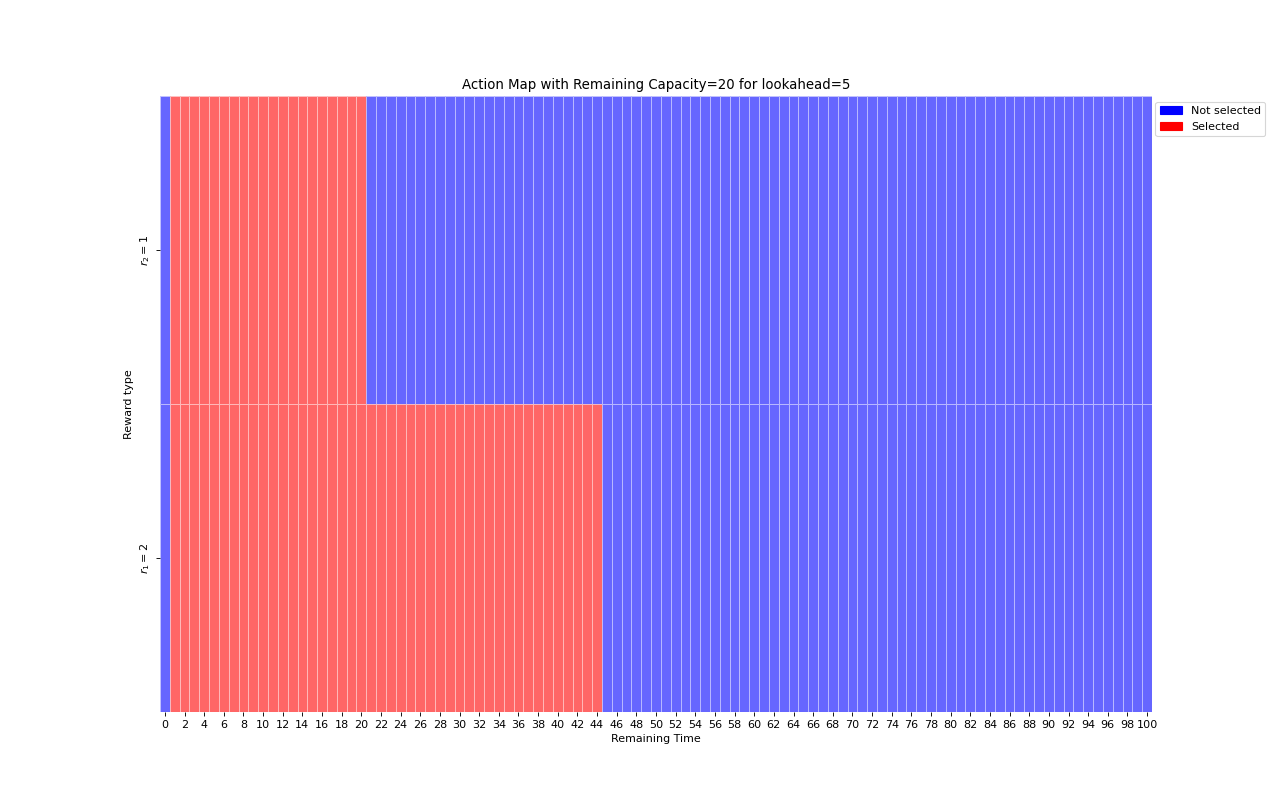 Action Map with Remaining Capacity=20 for lookahead=5
Not selected
Selected
r₂ = 1
Reward type
r₁ = 2
0 2 4 6 8 10 12 14 16 18 20 22 24 26 28 30 32 34 36 38 40 42 44 46 48 50 52 54 56 58 60 62 64 66 68 70 72 74 76 78 80 82 84 86 88 90 92 94 96 98 100
Remaining Time